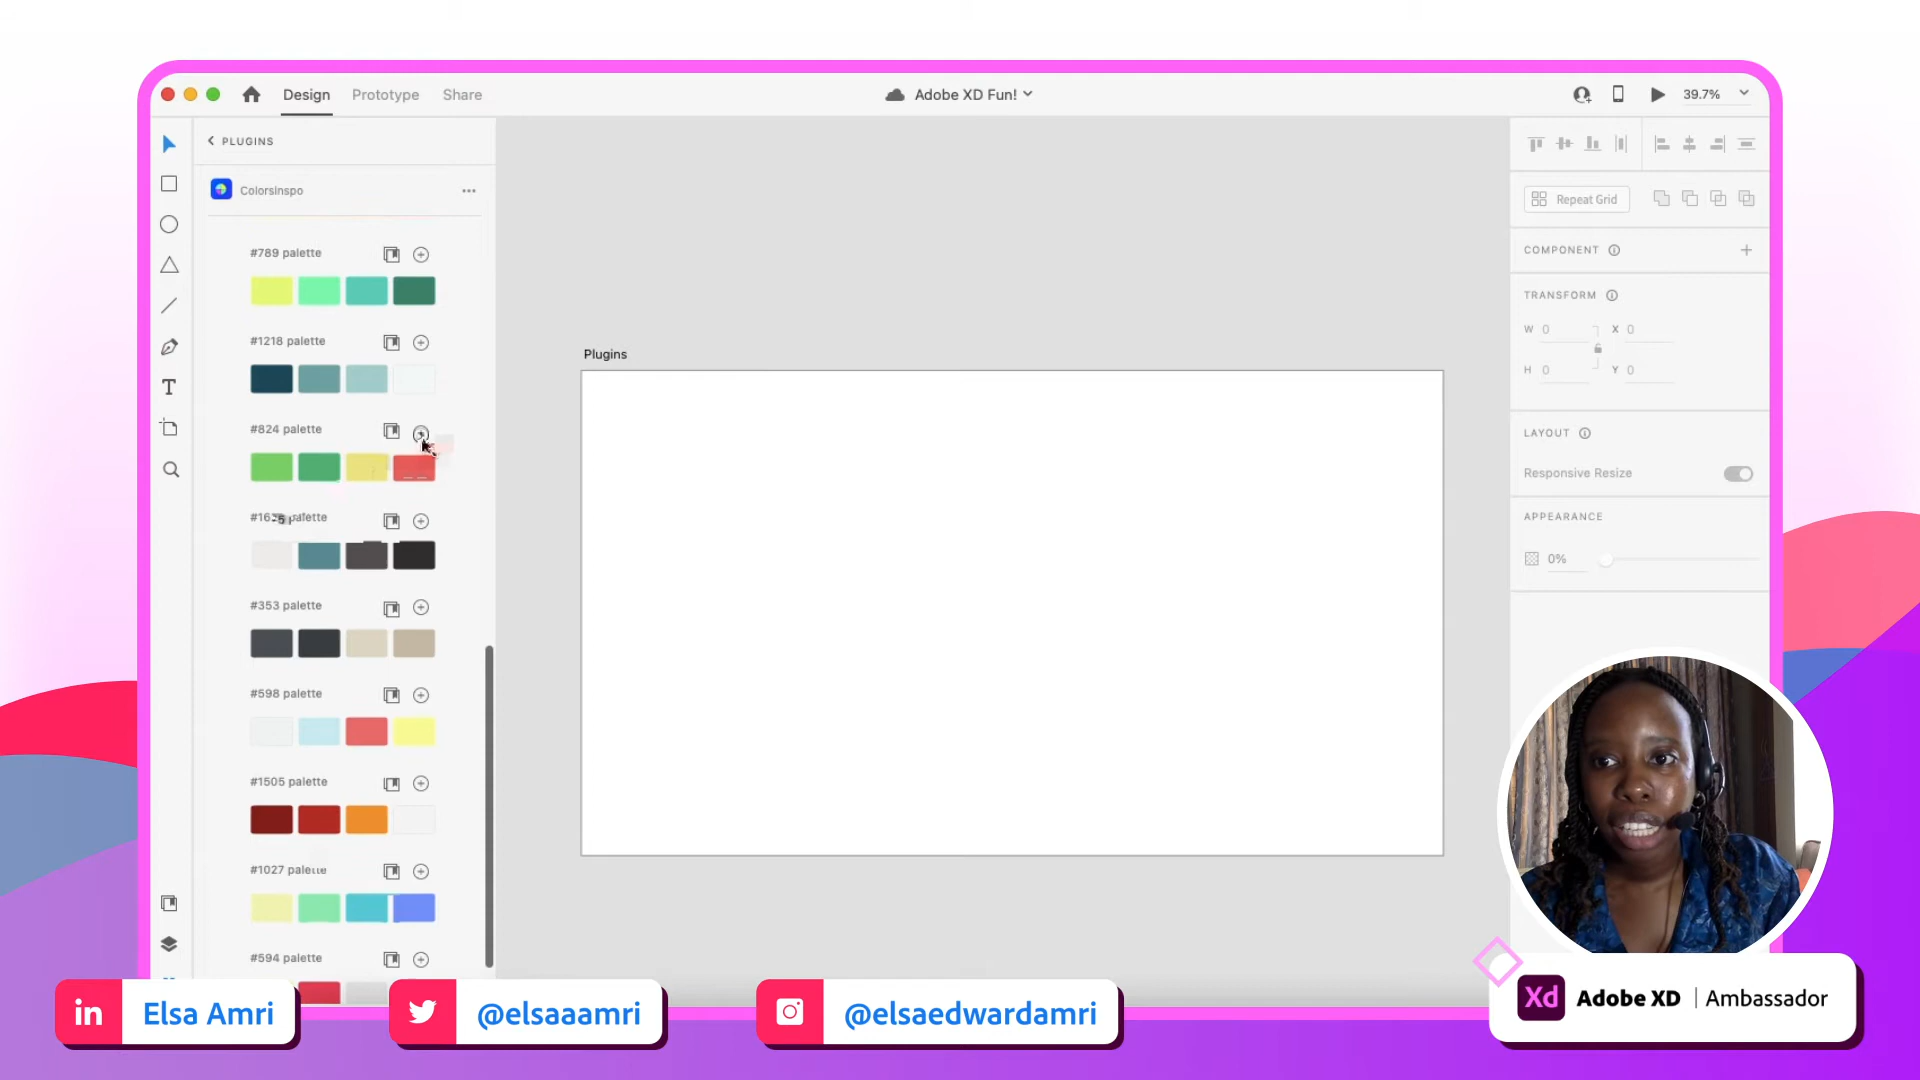 Design
Prototype
Share
Adobe XD Fun!
39.7%
PLUGINS
ColorsInspo
#789 palette
#1218 palette
#824 palette
#353 palette
#598 palette
#1505 palette
#1027 palette
#594 palette
Plugins
Repeat Grid
COMPONENT
TRANSFORM
W 0
X 0
H 0
Y 0
LAYOUT
Responsive Resize
APPEARANCE
0%
in Elsa Amri
@elsaaamri
@elsaedwardamri
Xd Adobe XD | Ambassador